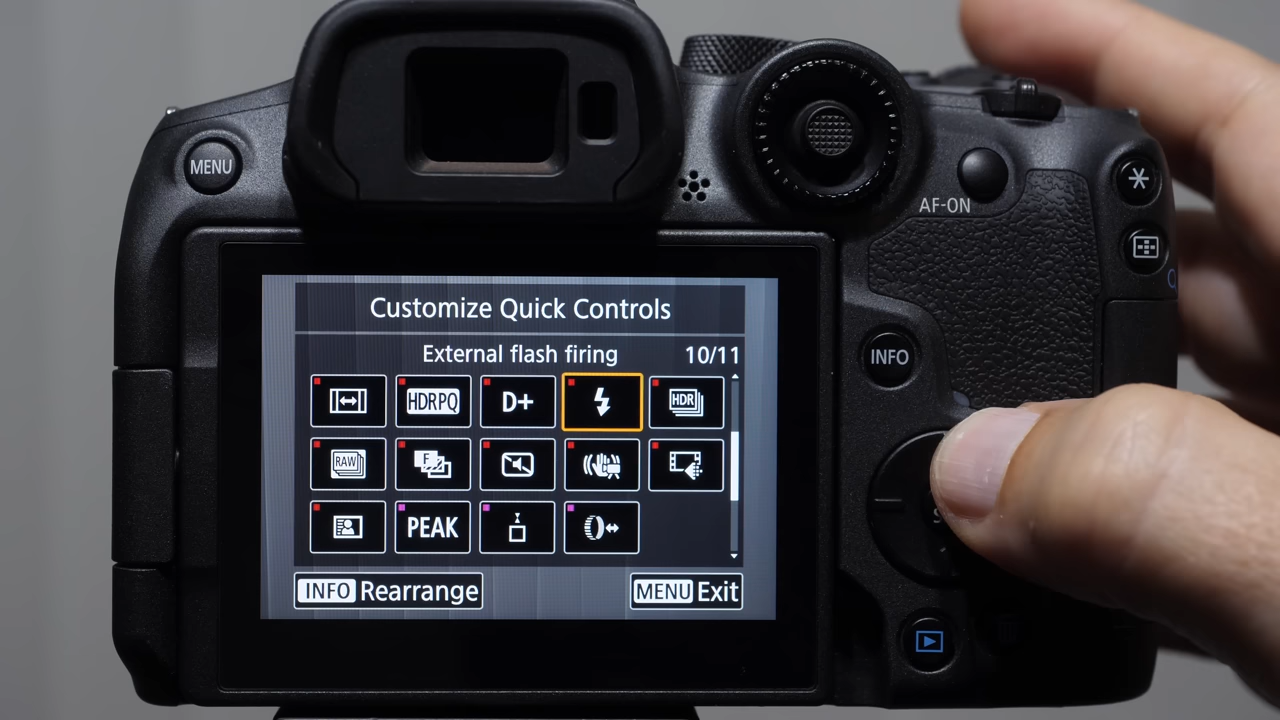 MENU
AF-ON
Customize Quick Controls
External flash firing 10/11
INFO
HDRPQ D+ HDR
RAW F
PEAK
INFO Rearrange MENU Exit